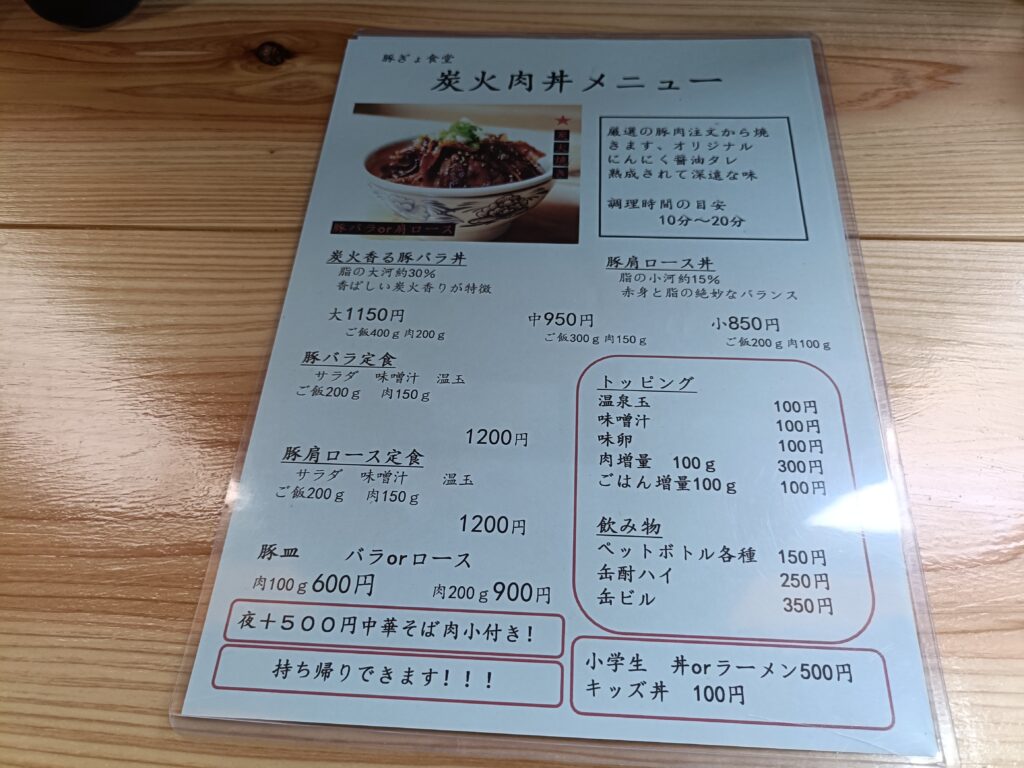 豚ぎょ食堂
炭火肉丼メニュー
豚バラor肩ロース
厳選の豚肉注文から焼
きます、オリジナル
にんにく醤油タレ
熟成されて深遠な味
調理時間の目安
10分～20分
炭火香る豚バラ丼
脂の大河約30%
香ばしい炭火香りが特徴
豚肩ロース丼
脂の小河約15%
赤身と脂の絶妙なバランス
大1150円
ご飯400g肉200g
中950円
ご飯300g肉150g
小850円
ご飯200g肉100g
豚バラ定食
サラダ 味噌汁 温玉
ご飯200g 肉150g
1200円
豚肩ロース定食
サラダ 味噌汁 温玉
ご飯200g 肉150g
1200円
豚皿 バラorロース
肉100g600円 肉200g900円
夜＋５００円中華そば肉小付き!
持ち帰りできます!!!
トッピング
温泉玉 100円
味噌汁 100円
味卵 100円
肉増量 100g 300円
ごはん増量100g 100円
飲み物
ペットボトル各種 150円
缶酎ハイ 250円
缶ビル 350円
小学生 丼orラーメン500円
キッズ丼 100円